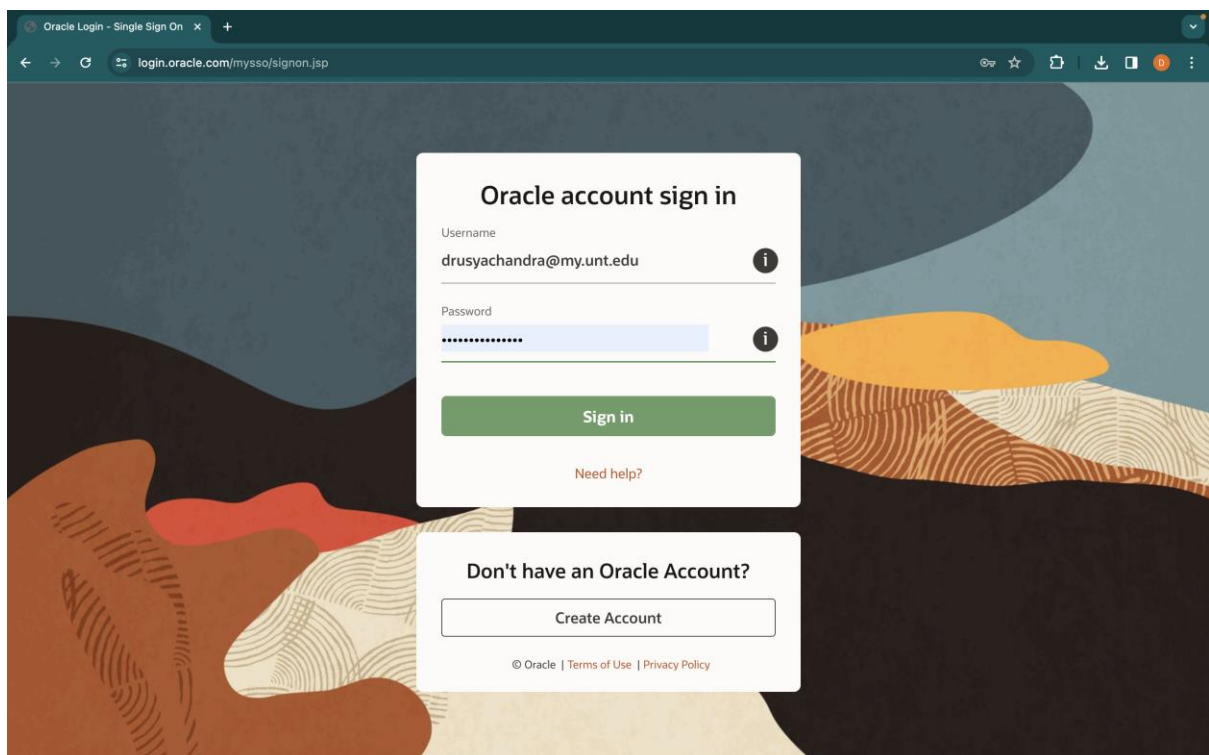 Oracle Login - Single Sign On
login.oracle.com/mysso/signon.jsp
D
Oracle account sign in
Username
drusyachandra@my.unt.edu
i
Password
•••••••••••••••
i
Sign in
Need help?
Don't have an Oracle Account?
Create Account
© Oracle | Terms of Use | Privacy Policy